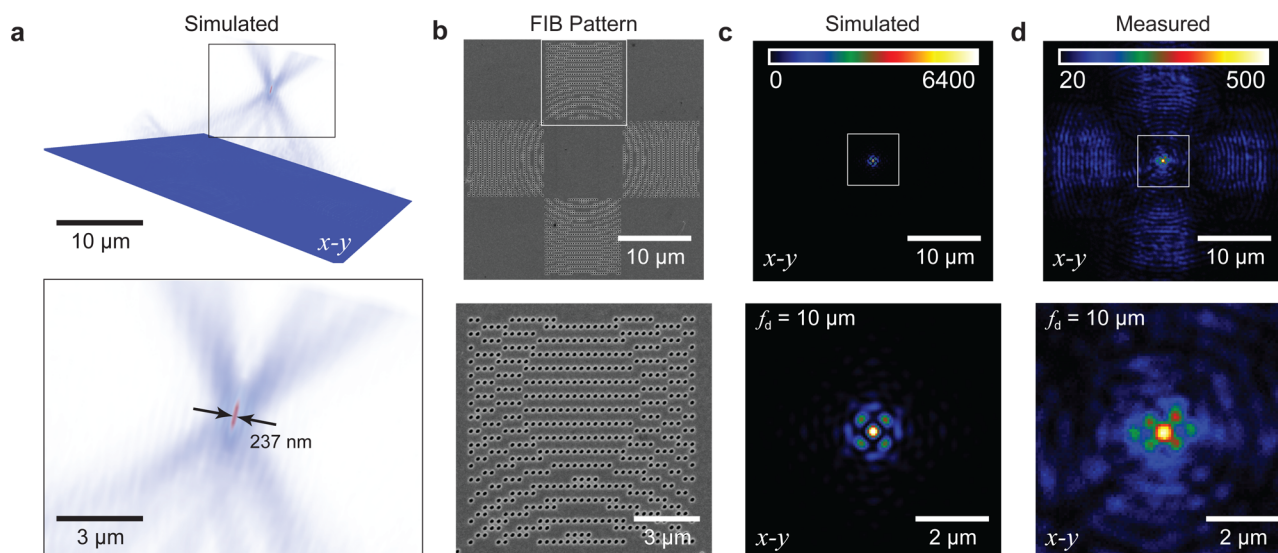 a
Simulated
10 μm
x-y
237 nm
3 μm
b
FIB Pattern
10 μm
3 μm
c
Simulated
0
6400
10 μm
x-y
f_d = 10 μm
x-y
2 μm
d
Measured
20
500
10 μm
x-y
f_d = 10 μm
x-y
2 μm